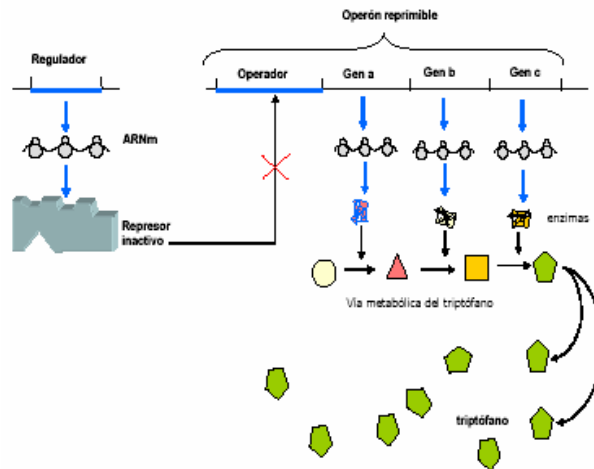 Operón reprimible
Regulador
Operador
Gen a
Gen b
Gen c
ARNm
Represor
inactivo
enzimas
Vía metabólica del triptófano
triptófano